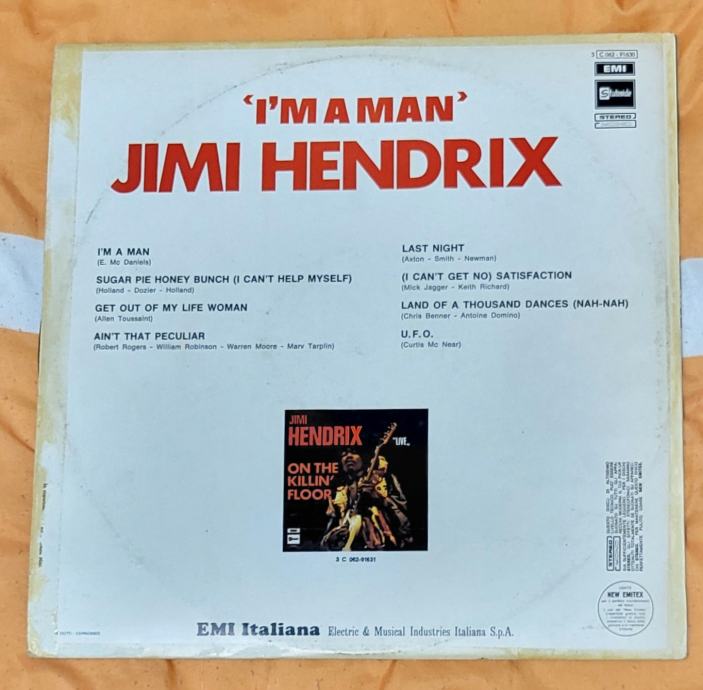 3 C 062-91630
EMI
Stateside
STEREO
‘I'M A MAN’
JIMI HENDRIX
I'M A MAN
(E. Mc Daniels)
SUGAR PIE HONEY BUNCH (I CAN'T HELP MYSELF)
(Holland - Dozier - Holland)
GET OUT OF MY LIFE WOMAN
(Allen Toussaint)
AIN'T THAT PECULIAR
(Robert Rogers - William Robinson - Warren Moore - Marv Tarplin)
LAST NIGHT
(Axton - Smith - Newman)
(I CAN'T GET NO) SATISFACTION
(Mick Jagger - Keith Richard)
LAND OF A THOUSAND DANCES (NAH-NAH)
(Chris Benner - Antoine Domino)
U.F.O.
(Curtis Mc Near)
JIMI
HENDRIX
"LIVE"
ON THE
KILLIN'
FLOOR
3 C 062-91631
STEREO
NEW EMITEX
EMI Italiana Electric & Musical Industries Italiana S.p.A.